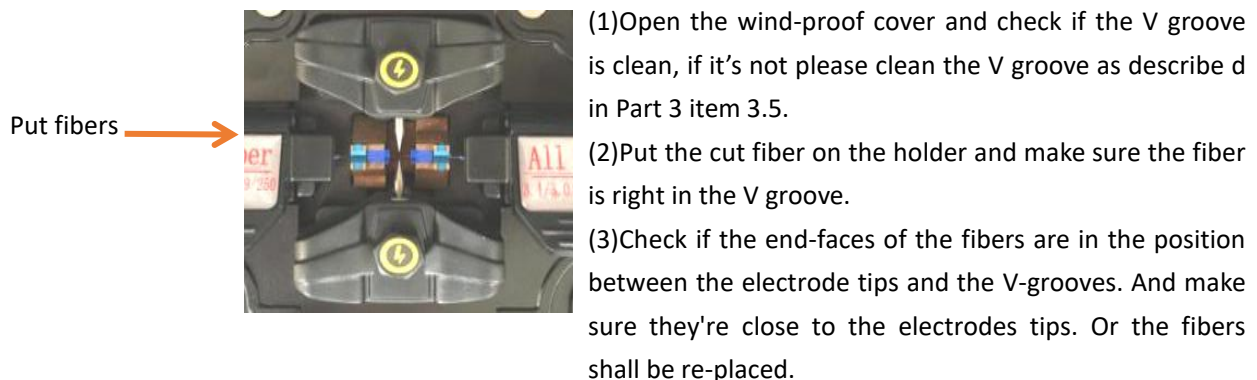 Put fibers
(1)Open the wind-proof cover and check if the V groove
is clean, if it’s not please clean the V groove as describe d
in Part 3 item 3.5.
(2)Put the cut fiber on the holder and make sure the fiber
is right in the V groove.
(3)Check if the end-faces of the fibers are in the position
between the electrode tips and the V-grooves. And make
sure they're close to the electrodes tips. Or the fibers
shall be re-placed.
All